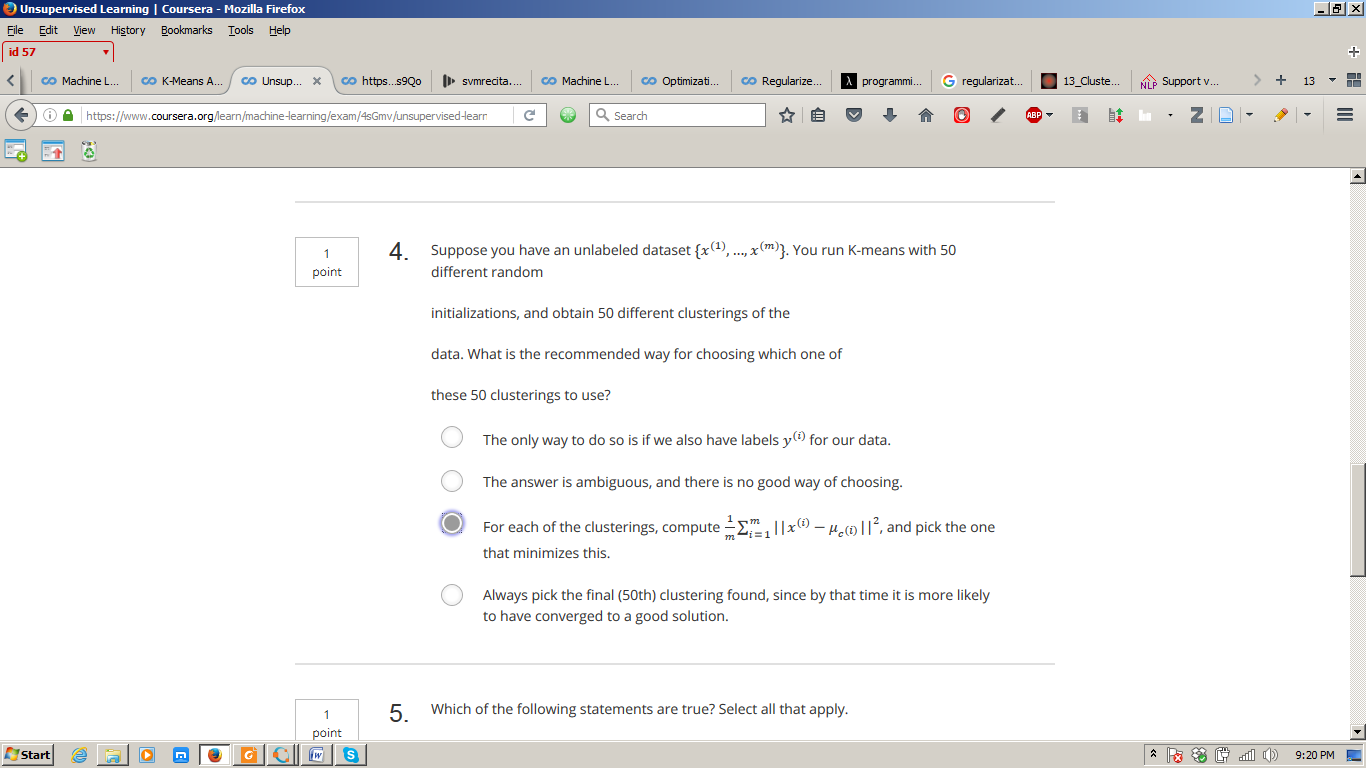 Unsupervised Learning | Coursera - Mozilla Firefox
File Edit View History Bookmarks Tools Help
id 57
Machine L... K-Means A... Unsup... https...s9Qo svmrecita.... Machine L... Optimizati... Regularize... programmi... regularizat... 13_Cluste... NLP Support v... 13
https://www.coursera.org/learn/machine-learning/exam/4sGmv/unsupervised-learn Search ABP
1
point
4. Suppose you have an unlabeled dataset {x^(1), ..., x^(m)}. You run K-means with 50
different random
initializations, and obtain 50 different clusterings of the
data. What is the recommended way for choosing which one of
these 50 clusterings to use?
The only way to do so is if we also have labels y^(i) for our data.
The answer is ambiguous, and there is no good way of choosing.
For each of the clusterings, compute 1/m ∑_{i=1}^{m} ||x^(i) − μ_{c^(i)}||^2, and pick the one
that minimizes this.
Always pick the final (50th) clustering found, since by that time it is more likely
to have converged to a good solution.
1
point
5. Which of the following statements are true? Select all that apply.
Start 9:20 PM